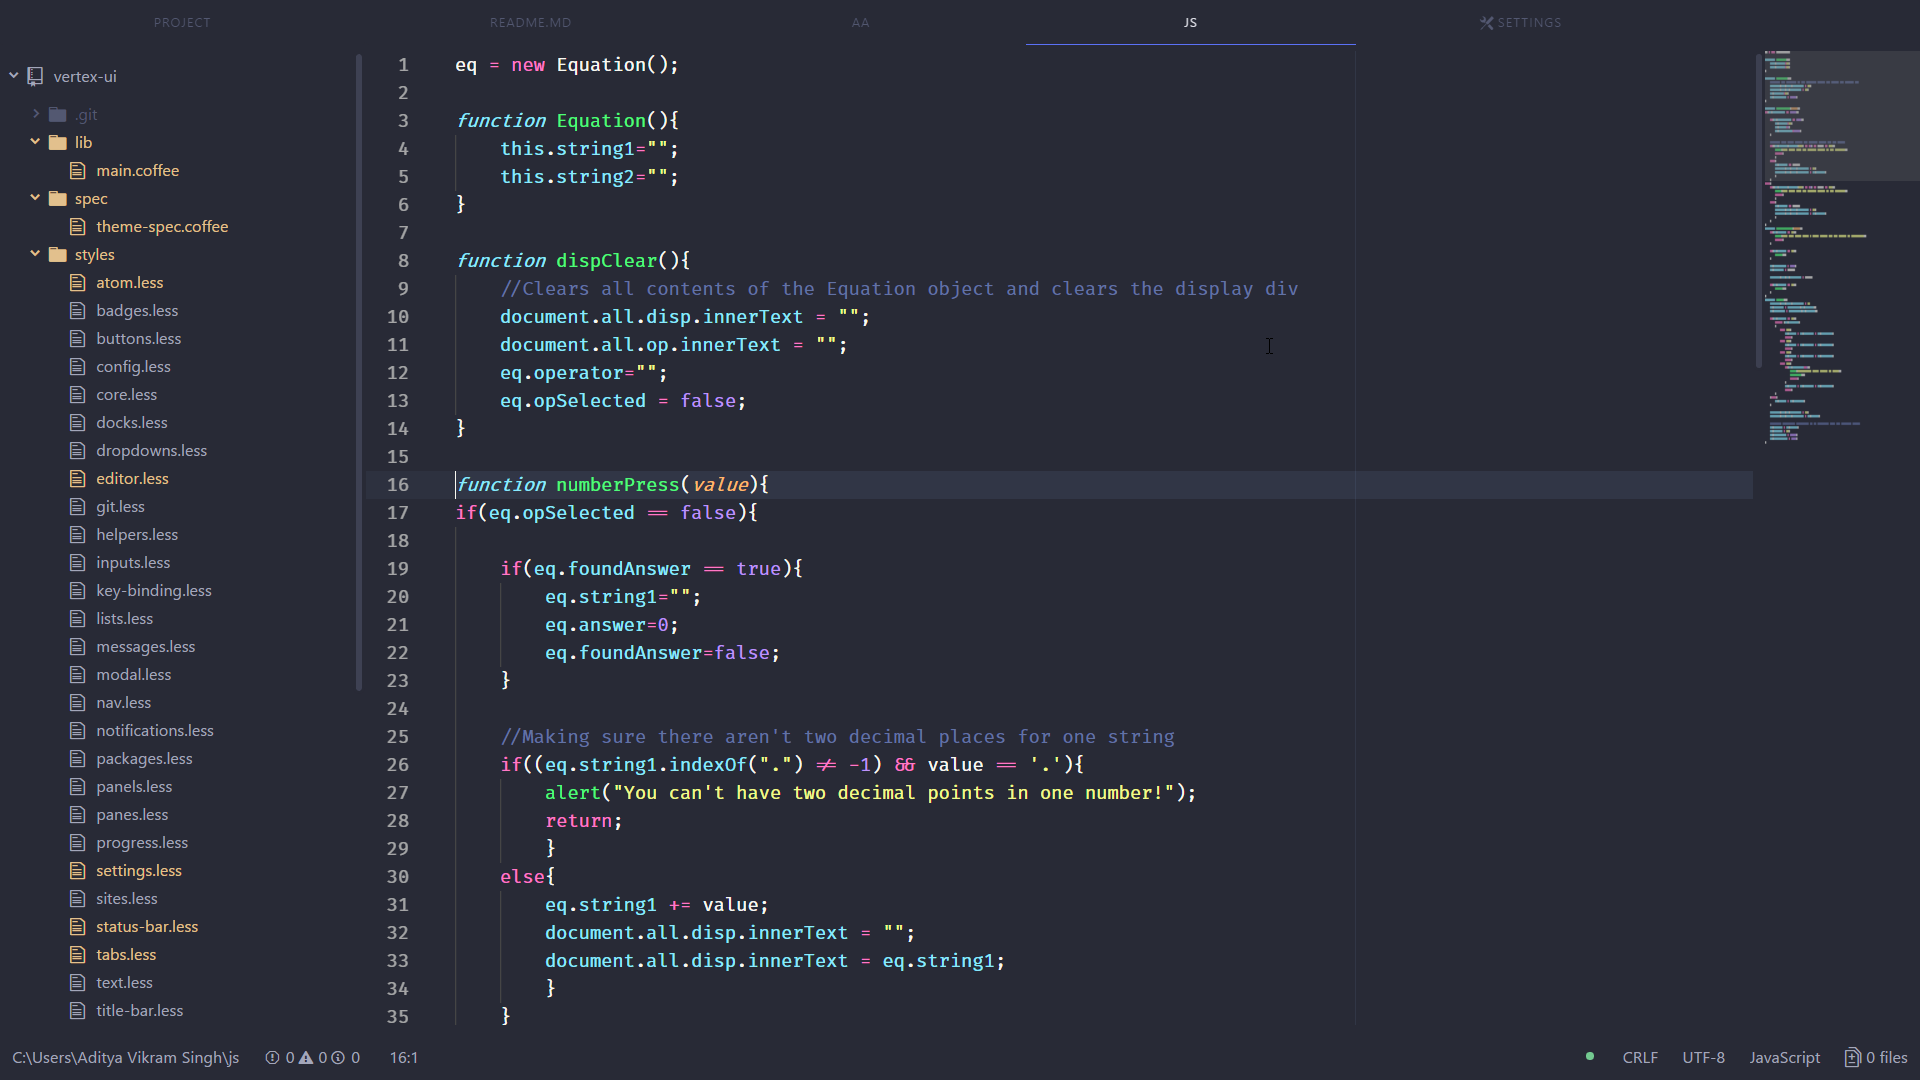 PROJECT
README.MD
AA
JS
SETTINGS
vertex-ui
.git
lib
main.coffee
spec
theme-spec.coffee
styles
atom.less
badges.less
buttons.less
config.less
core.less
docks.less
dropdowns.less
editor.less
git.less
helpers.less
inputs.less
key-binding.less
lists.less
messages.less
modal.less
nav.less
notifications.less
packages.less
panels.less
panes.less
progress.less
settings.less
sites.less
status-bar.less
tabs.less
text.less
title-bar.less
1 eq = new Equation();
2
3 function Equation(){
4     this.string1="";
5     this.string2="";
6 }
7
8 function dispClear(){
9     //Clears all contents of the Equation object and clears the display div
10     document.all.disp.innerText = "";
11     document.all.op.innerText = "";
12     eq.operator="";
13     eq.opSelected = false;
14 }
15
16 function numberPress(value){
17 if(eq.opSelected == false){
18
19     if(eq.foundAnswer == true){
20         eq.string1="";
21         eq.answer=0;
22         eq.foundAnswer=false;
23     }
24
25     //Making sure there aren't two decimal places for one string
26     if((eq.string1.indexOf(".") != -1) && value == '.'){
27         alert("You can't have two decimal points in one number!");
28         return;
29         }
30     else{
31         eq.string1 += value;
32         document.all.disp.innerText = "";
33         document.all.disp.innerText = eq.string1;
34         }
35     }
C:\Users\Aditya Vikram Singh\js 0 0 0 16:1 CRLF UTF-8 JavaScript 0 files